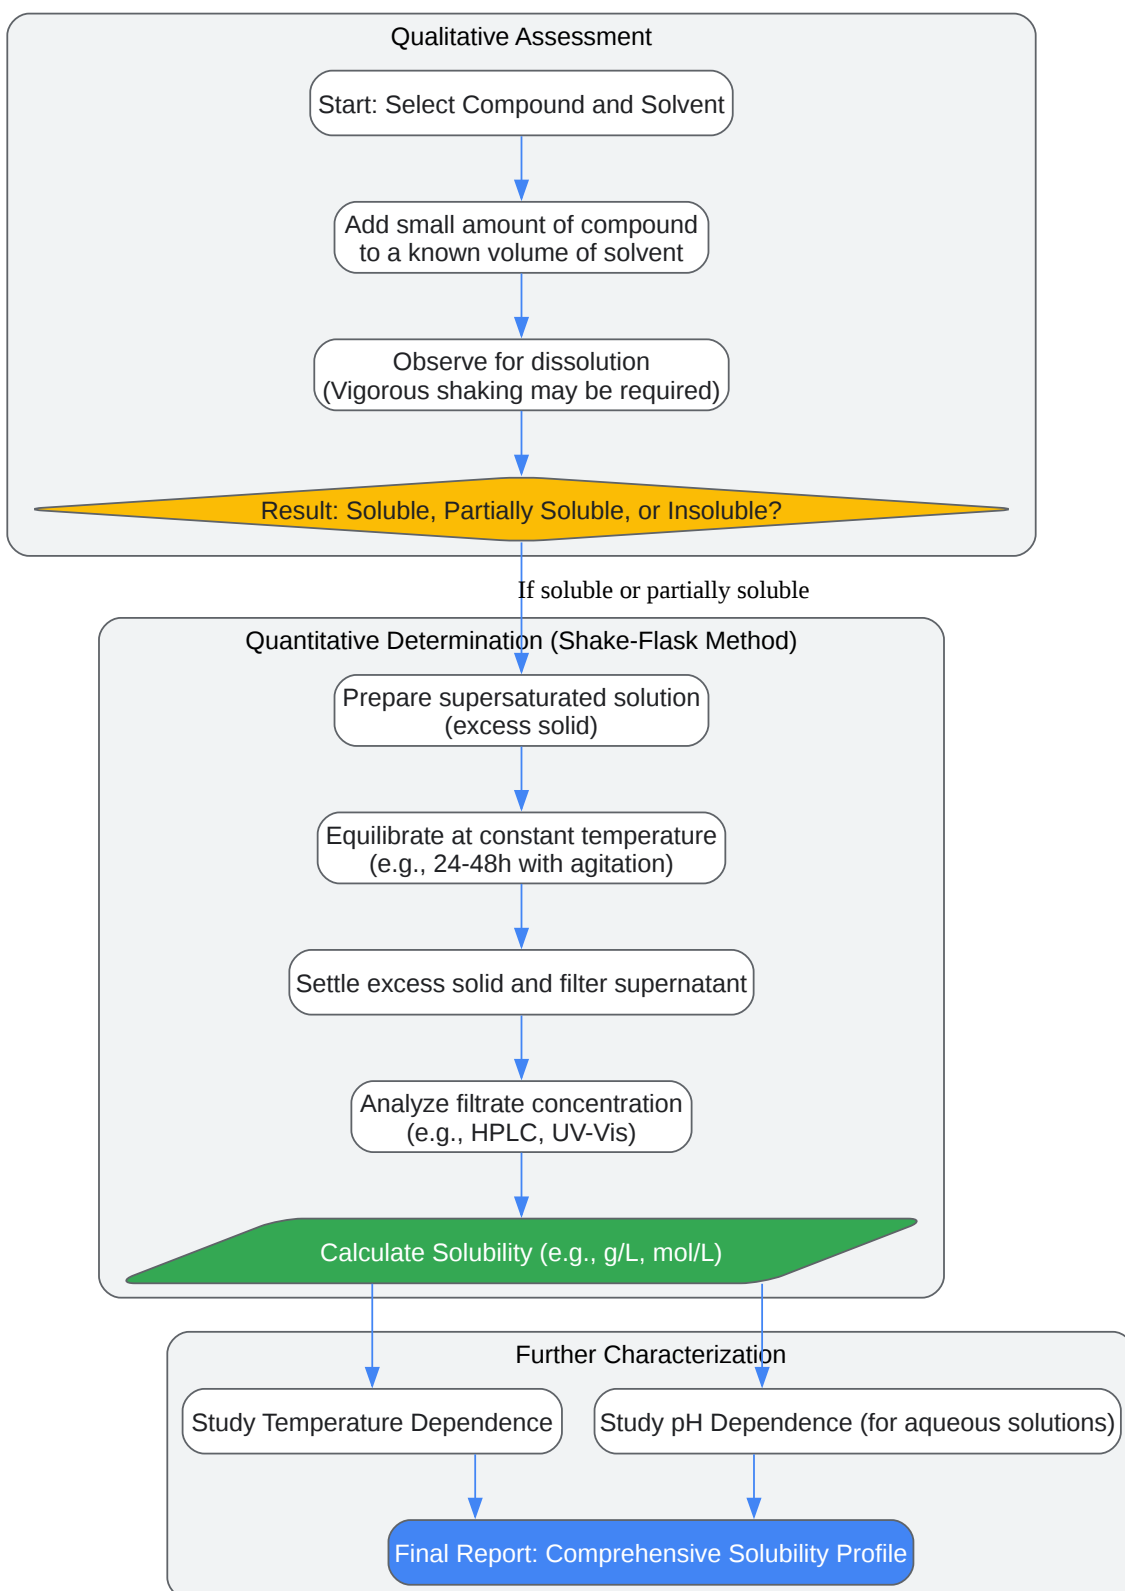 Qualitative Assessment
Start: Select Compound and Solvent
Add small amount of compound
to a known volume of solvent
Observe for dissolution
(Vigorous shaking may be required)
Result: Soluble, Partially Soluble, or Insoluble?
If soluble or partially soluble
Quantitative Determination (Shake-Flask Method)
Prepare supersaturated solution
(excess solid)
Equilibrate at constant temperature
(e.g., 24-48h with agitation)
Settle excess solid and filter supernatant
Analyze filtrate concentration
(e.g., HPLC, UV-Vis)
Calculate Solubility (e.g., g/L, mol/L)
Further Characterization
Study Temperature Dependence
Study pH Dependence (for aqueous solutions)
Final Report: Comprehensive Solubility Profile